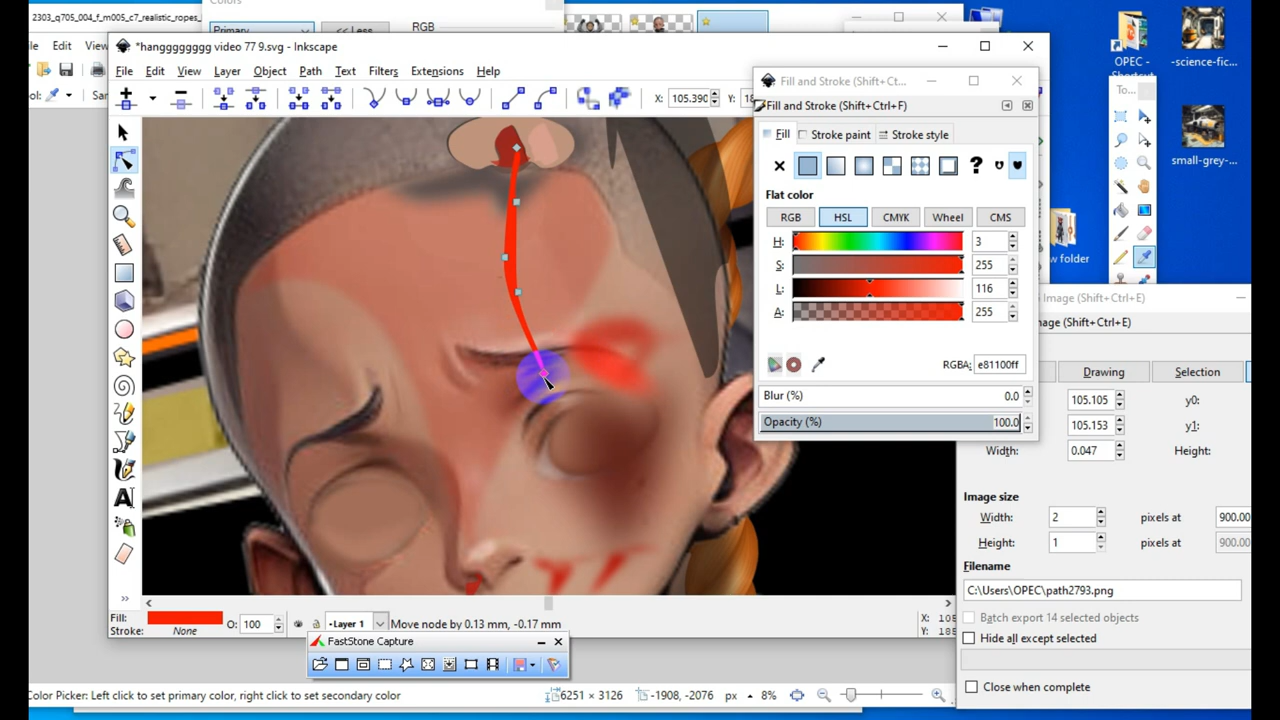 2303_q705_004_f_m005_c7_realistic_ropes_
Colors
Primary
<< Less
RGB
*hanggggggggg video 77 9.svg - Inkscape
File Edit View Layer Object Path Text Filters Extensions Help
X: 105.390 Y:
Fill and Stroke (Shift+Ct...
Fill and Stroke (Shift+Ctrl+F)
Fill Stroke paint Stroke style
Flat color
RGB HSL CMYK Wheel CMS
H: 3
S: 255
L: 116
A: 255
RGBA: e81100ff
Blur (%) 0.0
Opacity (%) 100.0
OPEC -
Shortcut
-science-fic...
small-grey-...
To...
w folder
Image (Shift+Ctrl+E)
mage (Shift+Ctrl+E)
Drawing Selection
105.105 y0:
105.153 y1:
Width: 0.047 Height:
Image size
Width: 2 pixels at 900.00
Height: 1 pixels at 900.00
Filename
C:\Users\OPEC\path2793.png
Batch export 14 selected objects
Hide all except selected
Close when complete
Fill:
Stroke: None
O: 100
Layer 1
Move node by 0.13 mm, -0.17 mm
FastStone Capture
Color Picker: Left click to set primary color, right click to set secondary color
6251 × 3126 -1908, -2076 px 8%